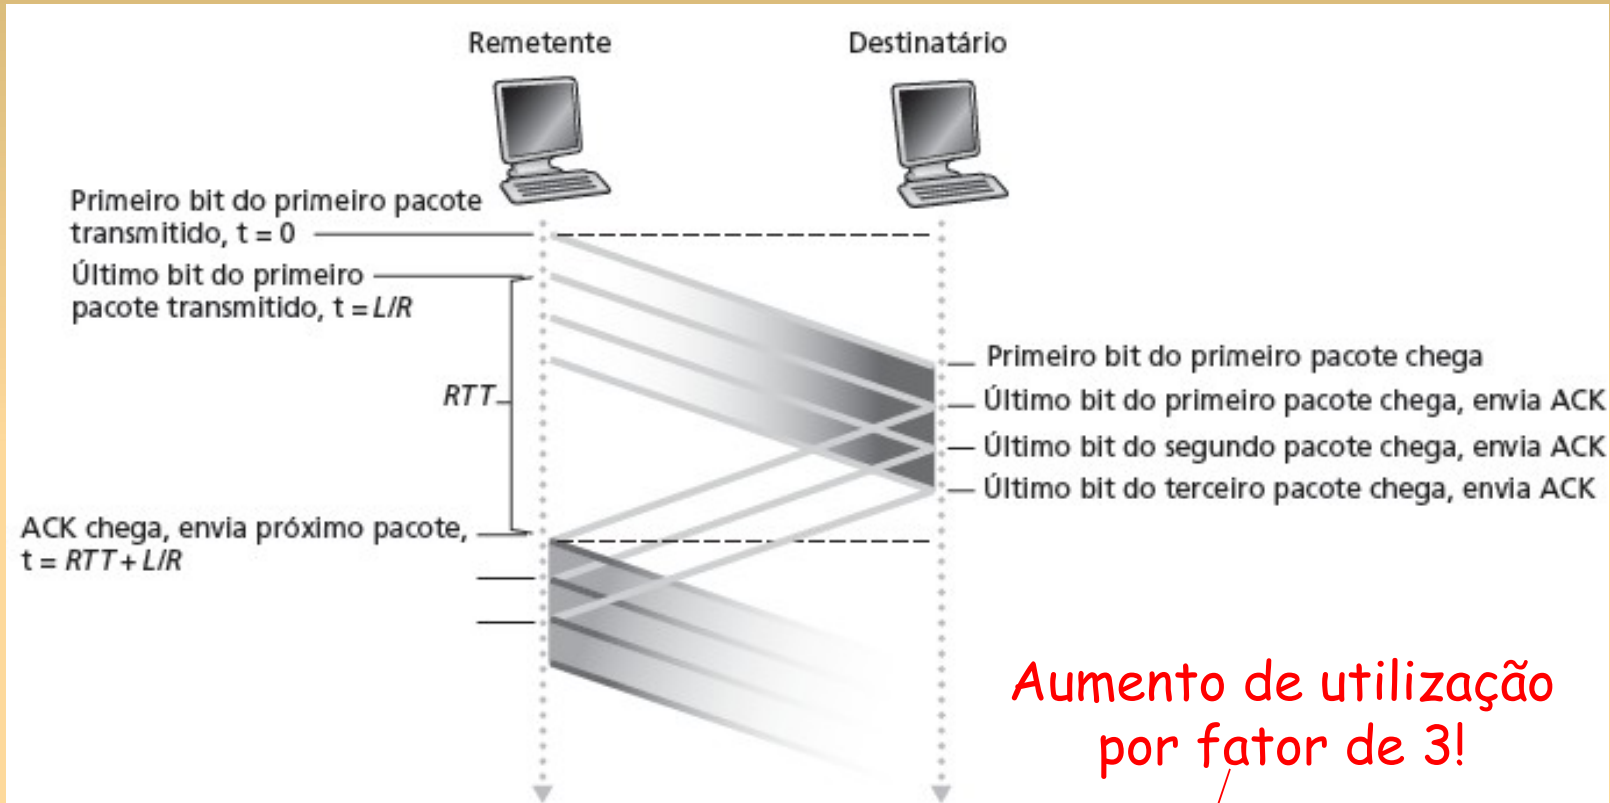 Remetente
Destinatário
Primeiro bit do primeiro pacote
transmitido, t = 0
Último bit do primeiro
pacote transmitido, t = L/R
RTT
ACK chega, envia próximo pacote,
t = RTT + L/R
Primeiro bit do primeiro pacote chega
Último bit do primeiro pacote chega, envia ACK
Último bit do segundo pacote chega, envia ACK
Último bit do terceiro pacote chega, envia ACK
Aumento de utilização
por fator de 3!